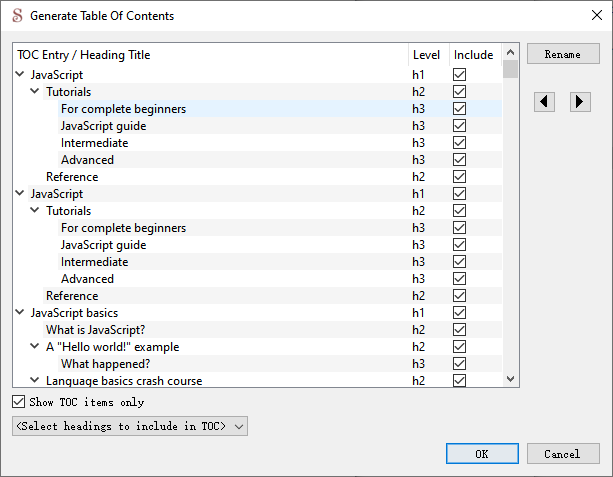 Generate Table Of Contents
TOC Entry / Heading Title Level Include
JavaScript h1
Tutorials h2
For complete beginners h3
JavaScript guide h3
Intermediate h3
Advanced h3
Reference h2
JavaScript h1
Tutorials h2
For complete beginners h3
JavaScript guide h3
Intermediate h3
Advanced h3
Reference h2
JavaScript basics h1
What is JavaScript? h2
A "Hello world!" example h2
What happened? h3
Language basics crash course h2
Rename
Show TOC items only
<Select headings to include in TOC>
OK Cancel